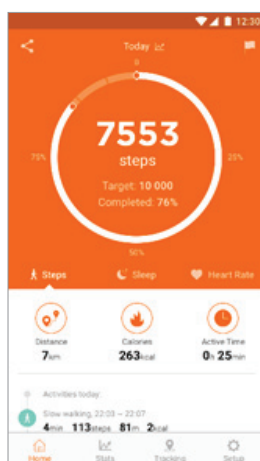 12:30
Today
0
7553
steps
75%
25%
Target: 10 000
Completed: 76%
50%
Steps Sleep Heart Rate
Distance Calories Active Time
7km 263kcal 0h 25min
Activities today:
Slow walking, 22:03 – 22:07
4min 113steps 81m 2kcal
Home Stats Tracking Setup